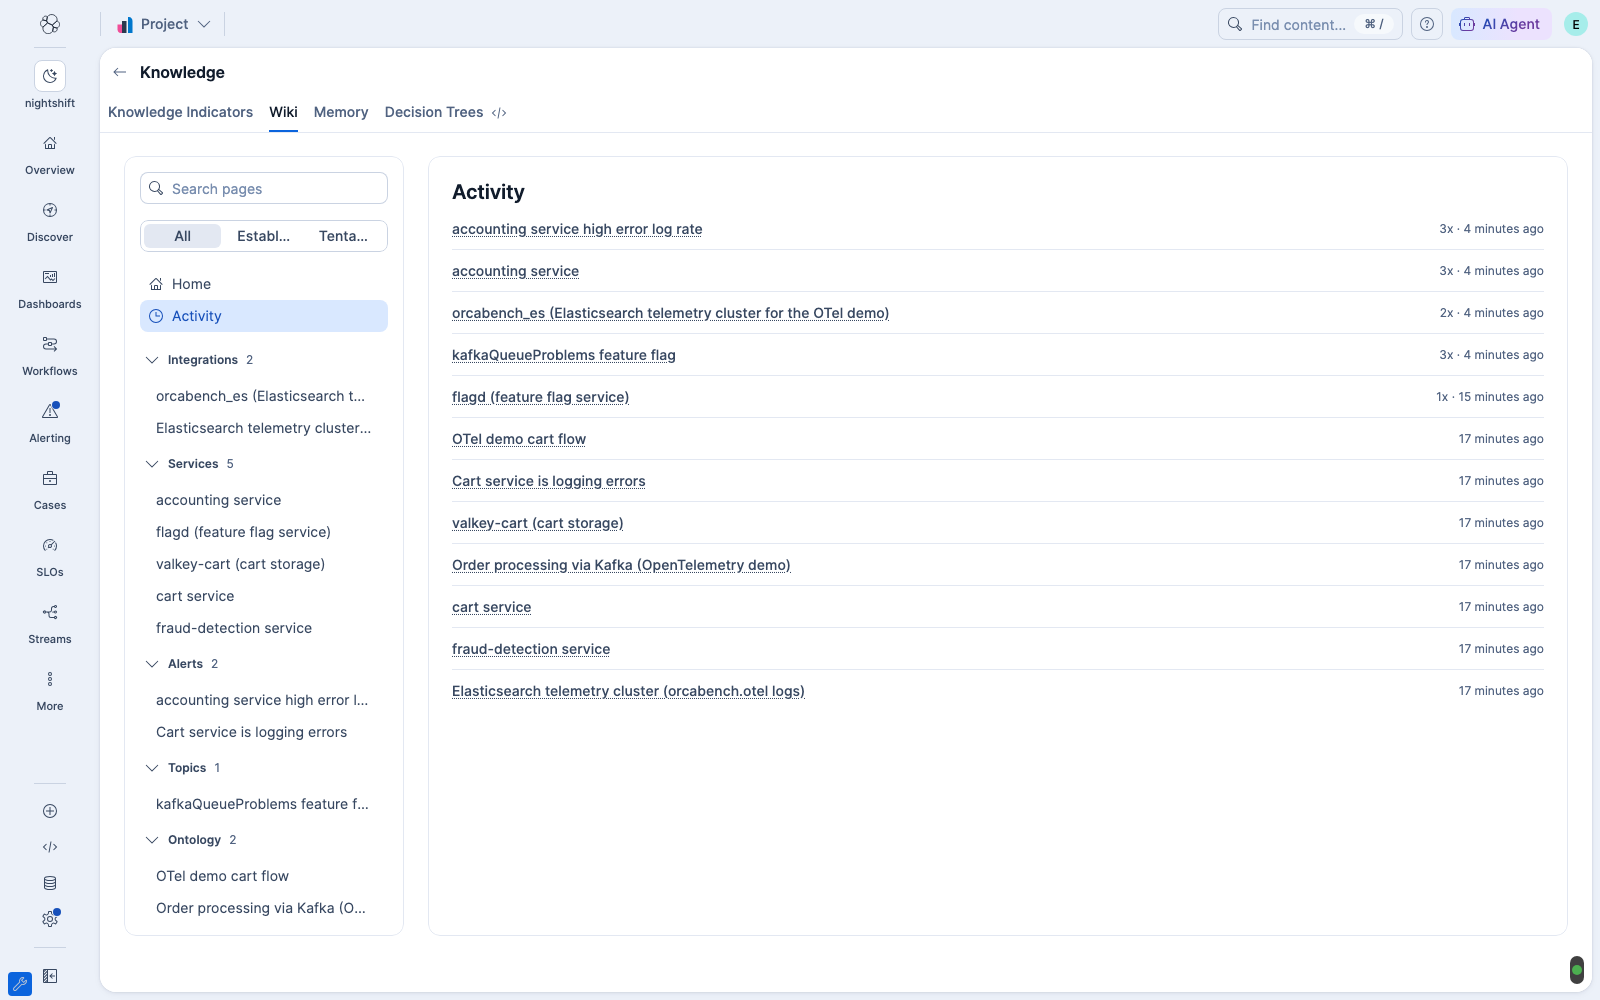 Project
Find content...
⌘ /
AI Agent
E
nightshift
Overview
Discover
Dashboards
Workflows
Alerting
Cases
SLOs
Streams
More
Knowledge
Knowledge Indicators
Wiki
Memory
Decision Trees
Search pages
All
Establ...
Tenta...
Home
Activity
Integrations 2
orcabench_es (Elasticsearch t...
Elasticsearch telemetry cluster...
Services 5
accounting service
flagd (feature flag service)
valkey-cart (cart storage)
cart service
fraud-detection service
Alerts 2
accounting service high error l...
Cart service is logging errors
Topics 1
kafkaQueueProblems feature f...
Ontology 2
OTel demo cart flow
Order processing via Kafka (O...
Activity
accounting service high error log rate 3x · 4 minutes ago
accounting service 3x · 4 minutes ago
orcabench_es (Elasticsearch telemetry cluster for the OTel demo) 2x · 4 minutes ago
kafkaQueueProblems feature flag 3x · 4 minutes ago
flagd (feature flag service) 1x · 15 minutes ago
OTel demo cart flow 17 minutes ago
Cart service is logging errors 17 minutes ago
valkey-cart (cart storage) 17 minutes ago
Order processing via Kafka (OpenTelemetry demo) 17 minutes ago
cart service 17 minutes ago
fraud-detection service 17 minutes ago
Elasticsearch telemetry cluster (orcabench.otel logs) 17 minutes ago